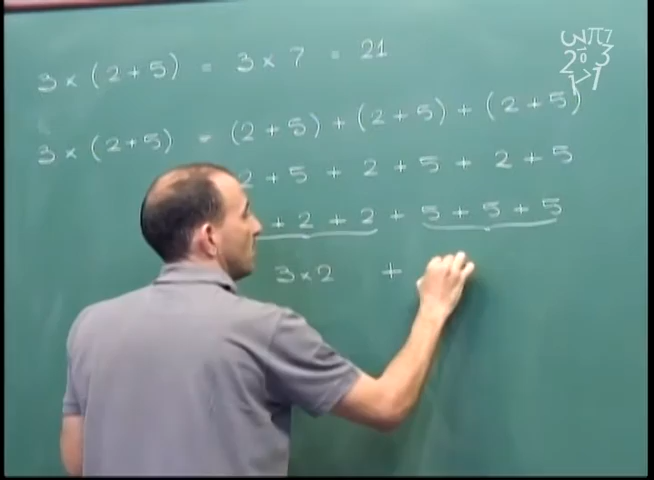 3 × (2 + 5) = 3 × 7 = 21
3 × (2 + 5) = (2 + 5) + (2 + 5) + (2 + 5)
2 + 5 + 2 + 5 + 2 + 5
+ 2 + 2 + 5 + 5 + 5
3 × 2 +